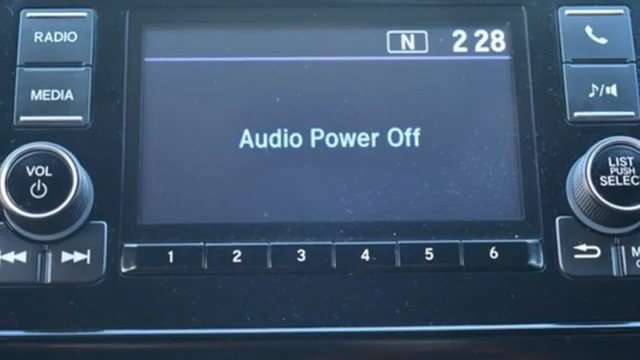 RADIO
N 2 28
MEDIA
Audio Power Off
VOL
LIST
PUSH
1 2 3 4 5 6